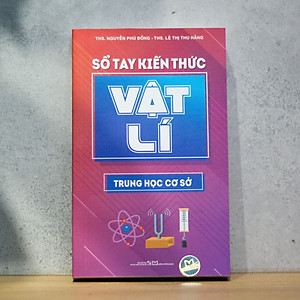 THS. NGUYỄN PHÚ ĐỒNG - THS. LÊ THỊ THU HẰNG
SỔ TAY KIẾN THỨC
VẬT
LÍ
TRUNG HỌC CƠ SỞ